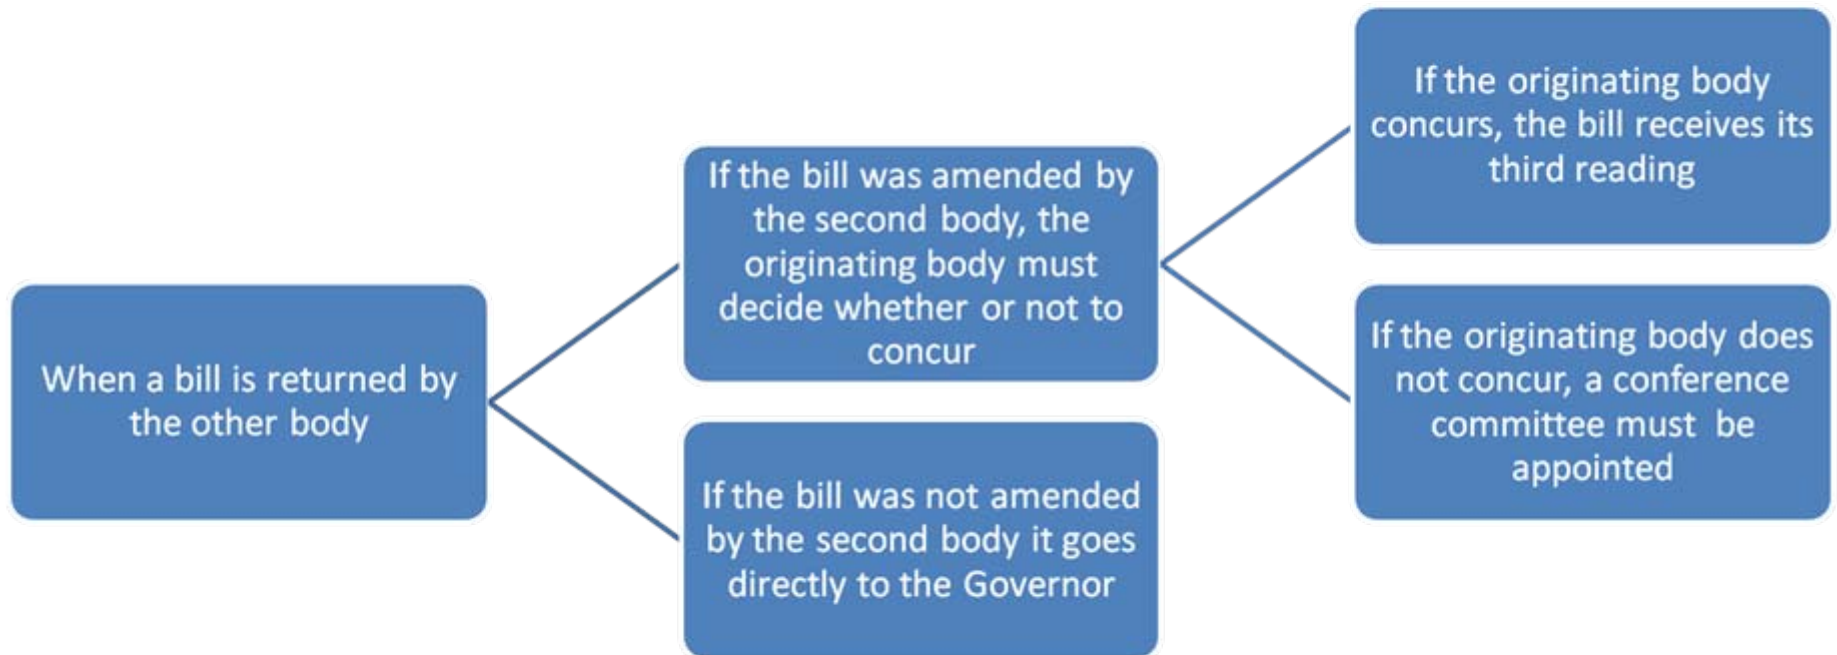 When a bill is returned by
the other body
If the bill was amended by
the second body, the
originating body must
decide whether or not to
concur
If the bill was not amended
by the second body it goes
directly to the Governor
If the originating body
concurs, the bill receives its
third reading
If the originating body does
not concur, a conference
committee must be
appointed